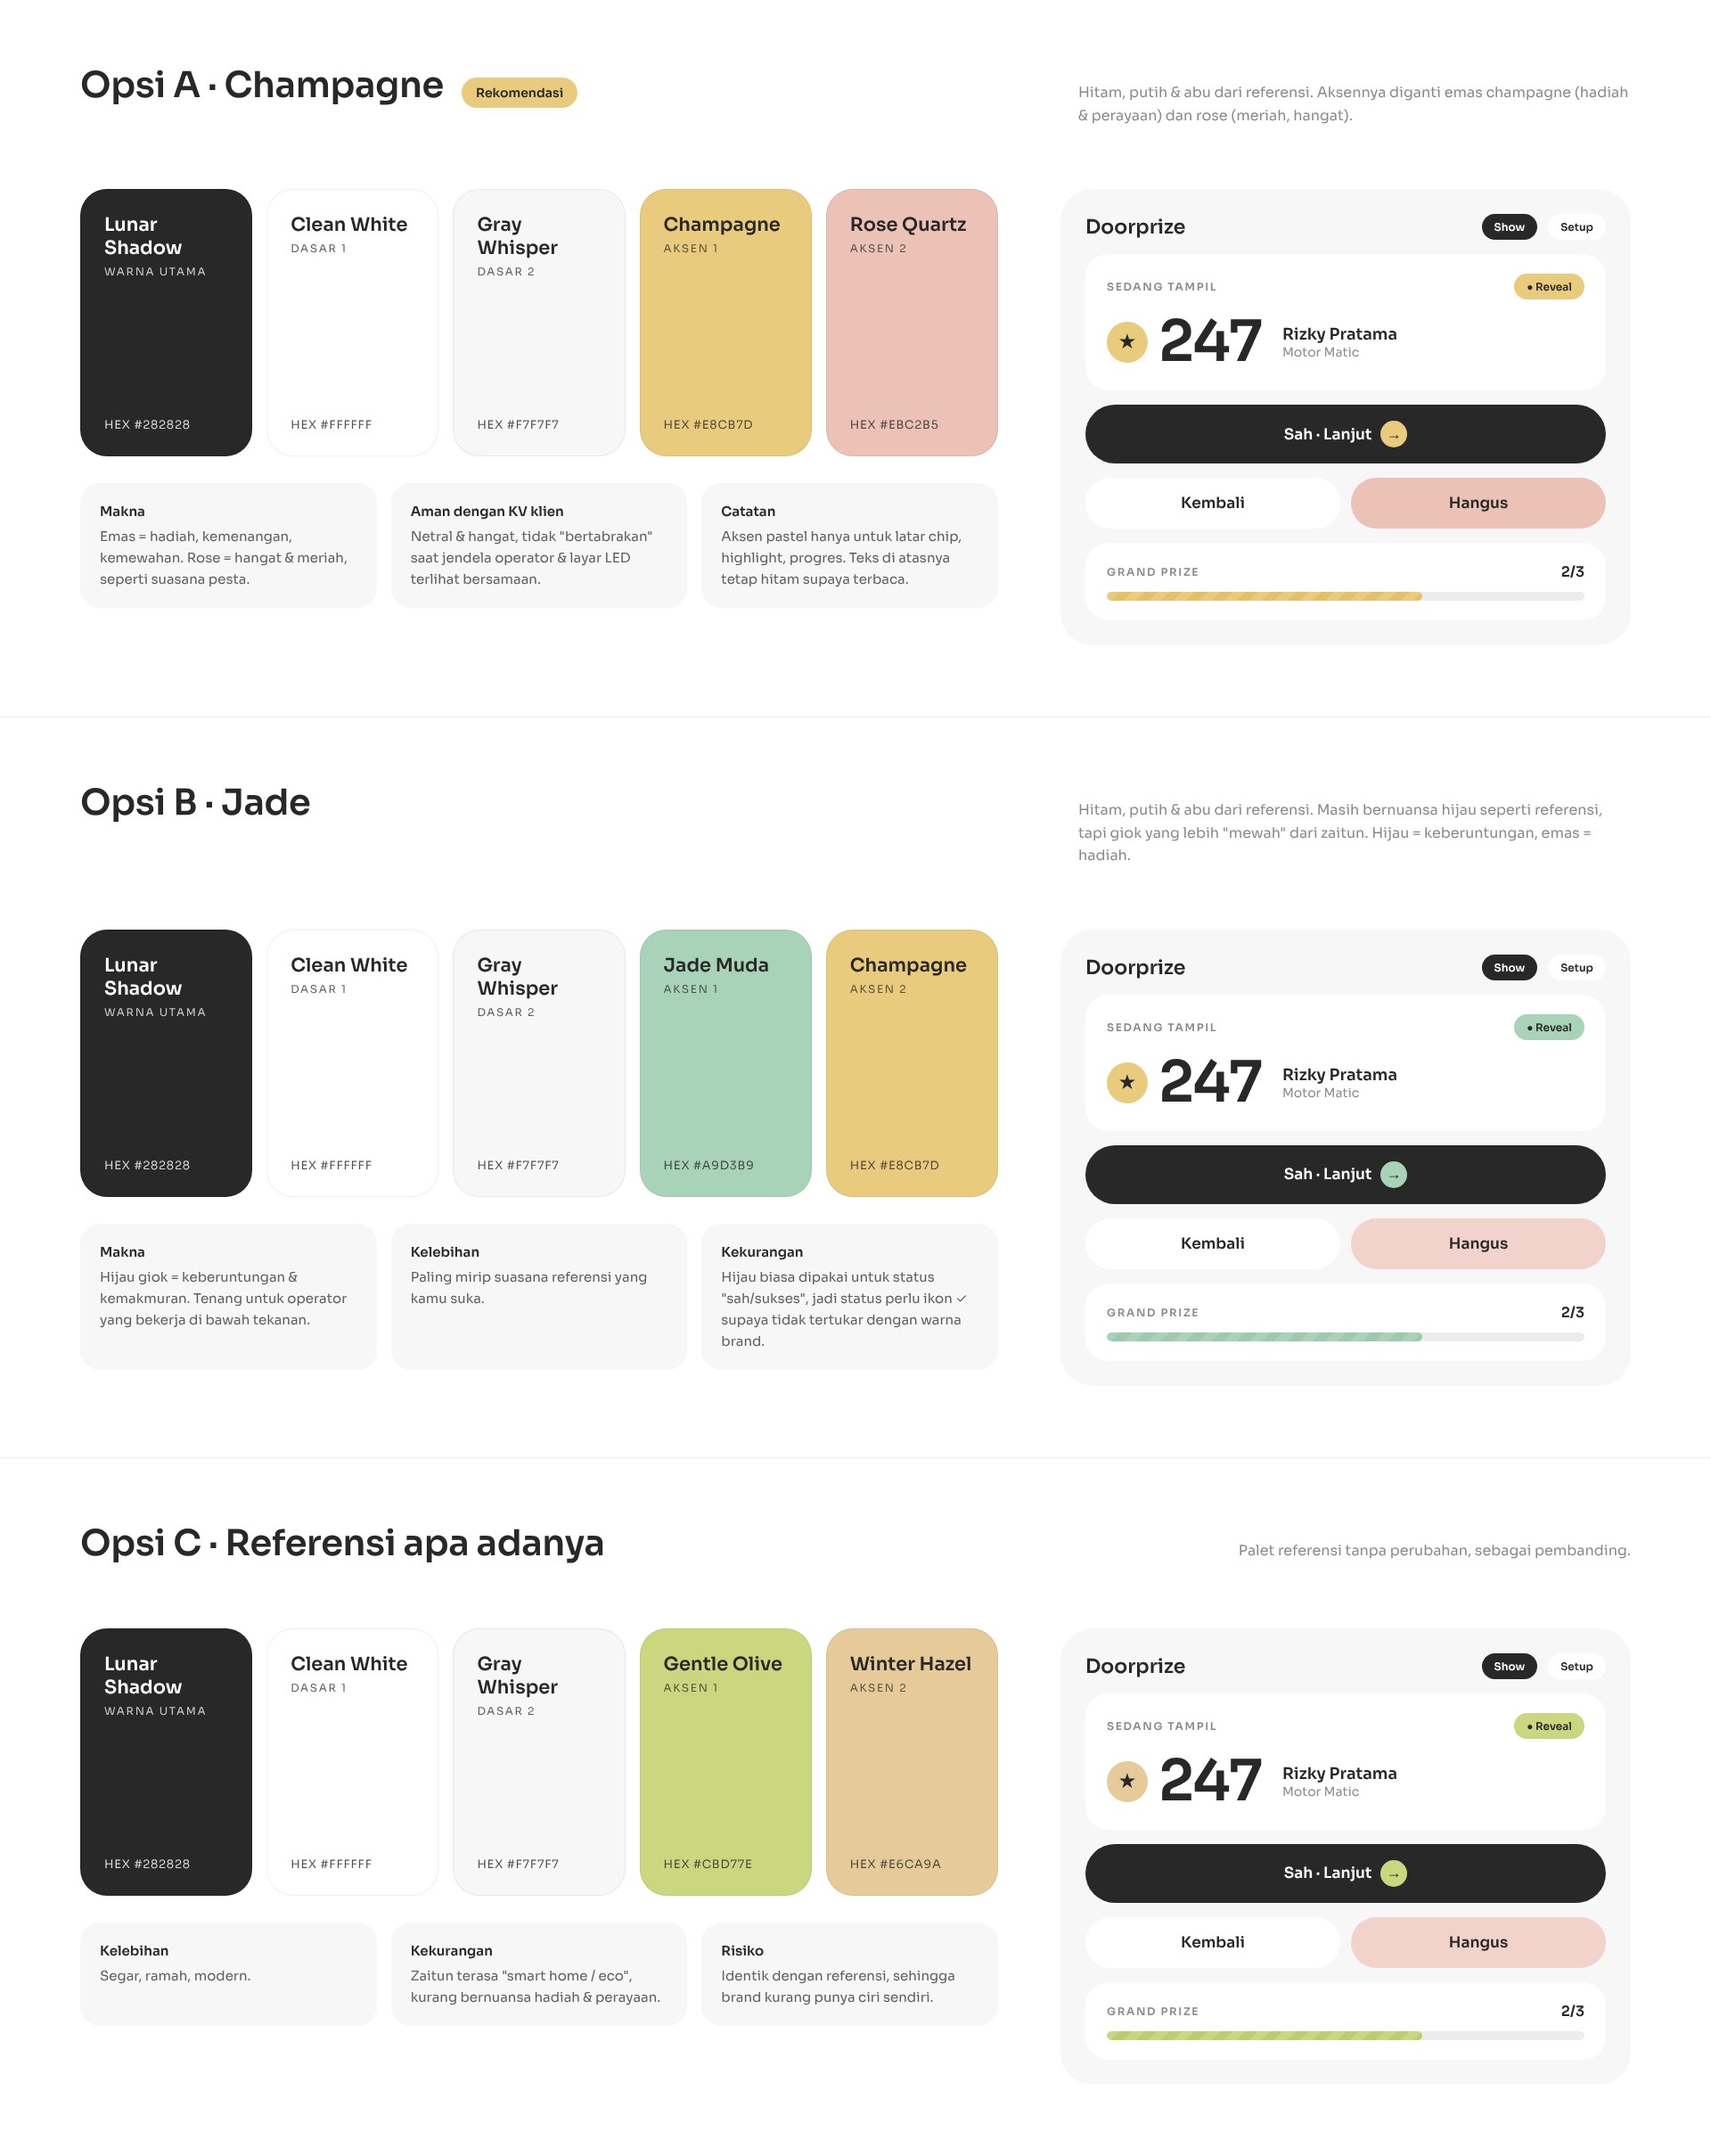 Opsi A · Champagne
Rekomendasi
Hitam, putih & abu dari referensi. Aksennya diganti emas champagne (hadiah
& perayaan) dan rose (meriah, hangat).
Lunar
Shadow
WARNA UTAMA
HEX #282828
Clean White
DASAR 1
HEX #FFFFFF
Gray
Whisper
DASAR 2
HEX #F7F7F7
Champagne
AKSEN 1
HEX #E8CB7D
Rose Quartz
AKSEN 2
HEX #EBC2B5
Makna
Emas = hadiah, kemenangan,
kemewahan. Rose = hangat & meriah,
seperti suasana pesta.
Aman dengan KV klien
Netral & hangat, tidak "bertabrakan"
saat jendela operator & layar LED
terlihat bersamaan.
Catatan
Aksen pastel hanya untuk latar chip,
highlight, progres. Teks di atasnya
tetap hitam supaya terbaca.
Doorprize
Show
Setup
SEDANG TAMPIL
• Reveal
★
247
Rizky Pratama
Motor Matic
Sah · Lanjut →
Kembali
Hangus
GRAND PRIZE
2/3
Opsi B · Jade
Hitam, putih & abu dari referensi. Masih bernuansa hijau seperti referensi,
tapi giok yang lebih "mewah" dari zaitun. Hijau = keberuntungan, emas =
hadiah.
Lunar
Shadow
WARNA UTAMA
HEX #282828
Clean White
DASAR 1
HEX #FFFFFF
Gray
Whisper
DASAR 2
HEX #F7F7F7
Jade Muda
AKSEN 1
HEX #A9D3B9
Champagne
AKSEN 2
HEX #E8CB7D
Makna
Hijau giok = keberuntungan &
kemakmuran. Tenang untuk operator
yang bekerja di bawah tekanan.
Kelebihan
Paling mirip suasana referensi yang
kamu suka.
Kekurangan
Hijau biasa dipakai untuk status
"sah/sukses", jadi status perlu ikon ✓
supaya tidak tertukar dengan warna
brand.
Doorprize
Show
Setup
SEDANG TAMPIL
• Reveal
★
247
Rizky Pratama
Motor Matic
Sah · Lanjut →
Kembali
Hangus
GRAND PRIZE
2/3
Opsi C · Referensi apa adanya
Palet referensi tanpa perubahan, sebagai pembanding.
Lunar
Shadow
WARNA UTAMA
HEX #282828
Clean White
DASAR 1
HEX #FFFFFF
Gray
Whisper
DASAR 2
HEX #F7F7F7
Gentle Olive
AKSEN 1
HEX #CBD77E
Winter Hazel
AKSEN 2
HEX #E6CA9A
Kelebihan
Segar, ramah, modern.
Kekurangan
Zaitun terasa "smart home / eco",
kurang bernuansa hadiah & perayaan.
Risiko
Identik dengan referensi, sehingga
brand kurang punya ciri sendiri.
Doorprize
Show
Setup
SEDANG TAMPIL
• Reveal
★
247
Rizky Pratama
Motor Matic
Sah · Lanjut →
Kembali
Hangus
GRAND PRIZE
2/3